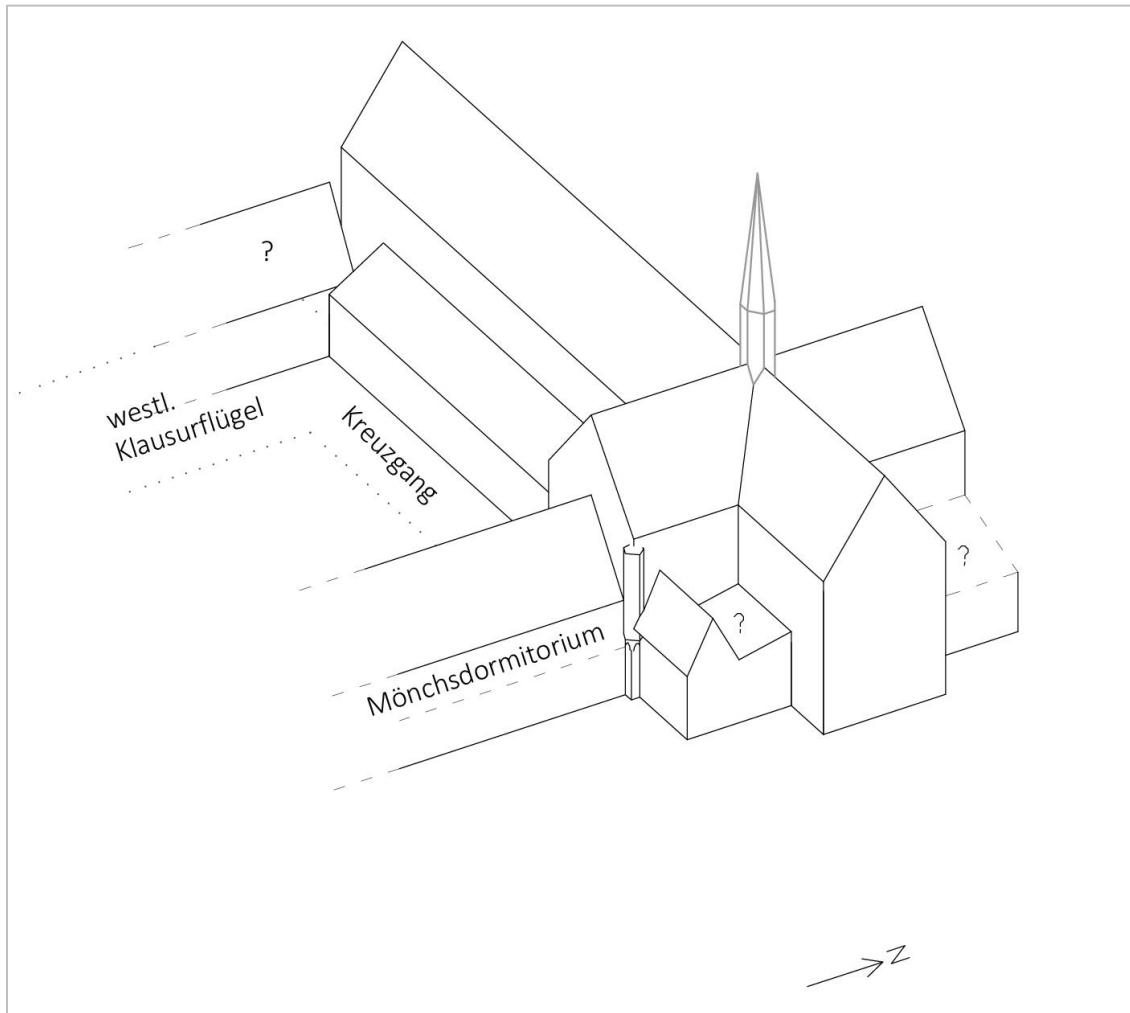 ?
westl.
Klausurflügel
Kreuzgang
?
?
Mönchsdormitorium
N